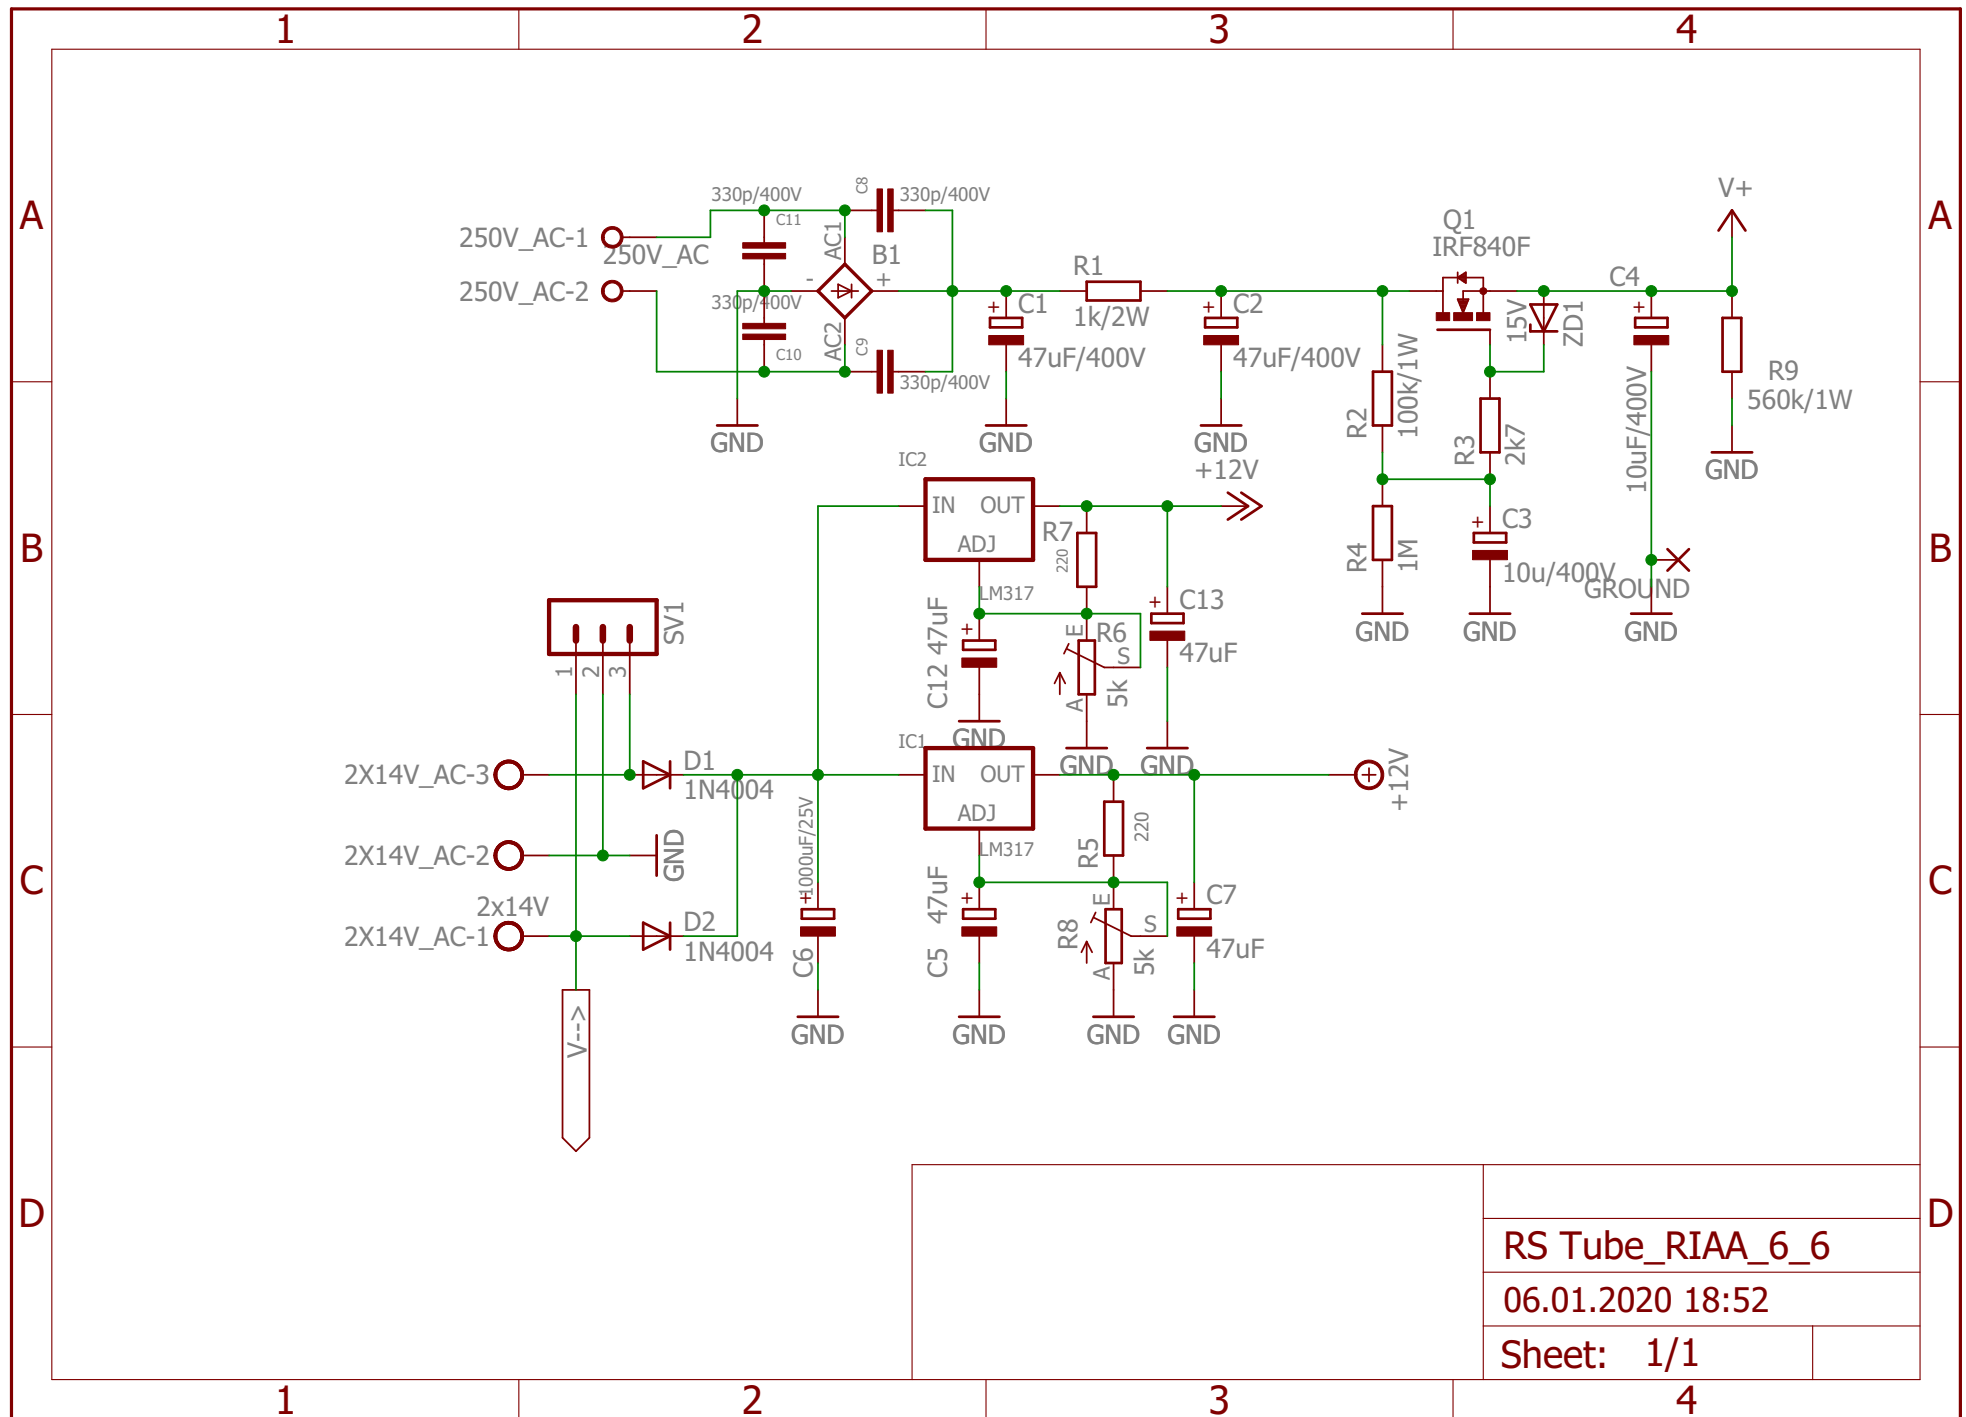 1 2 3 4
A A
B B
C C
D D
1 2 3 4
250V_AC-1
250V_AC
250V_AC-2
330p/400V
C11
C8
330p/400V
AC1
B1
-
+
330p/400V
C10
AC2
C9
330p/400V
GND
+
C1
47uF/400V
GND
R1
1k/2W
+
C2
47uF/400V
GND
Q1
IRF840F
R2
100k/1W
R4
1M
GND
15V
ZD1
R3
2k7
+
C3
10u/400V
GND
C4
+
10uF/400V
GROUND
GND
V+
R9
560k/1W
GND
IC2
IN OUT
ADJ
LM317
+12V
R7
220
C12 47uF
+
GND
E
R6
S
A
5k
GND
+
C13
47uF
GND
SV1
1
2
3
2X14V_AC-3
D1
1N4004
2X14V_AC-2
GND
2x14V
2X14V_AC-1
D2
1N4004
V-->
1000uF/25V
+
C6
GND
IC1
IN OUT
ADJ
LM317
+12V
R5
220
47uF
+
C5
GND
E
R8
S
A
5k
GND
+
C7
47uF
GND
RS Tube_RIAA_6_6
06.01.2020 18:52
Sheet: 1/1